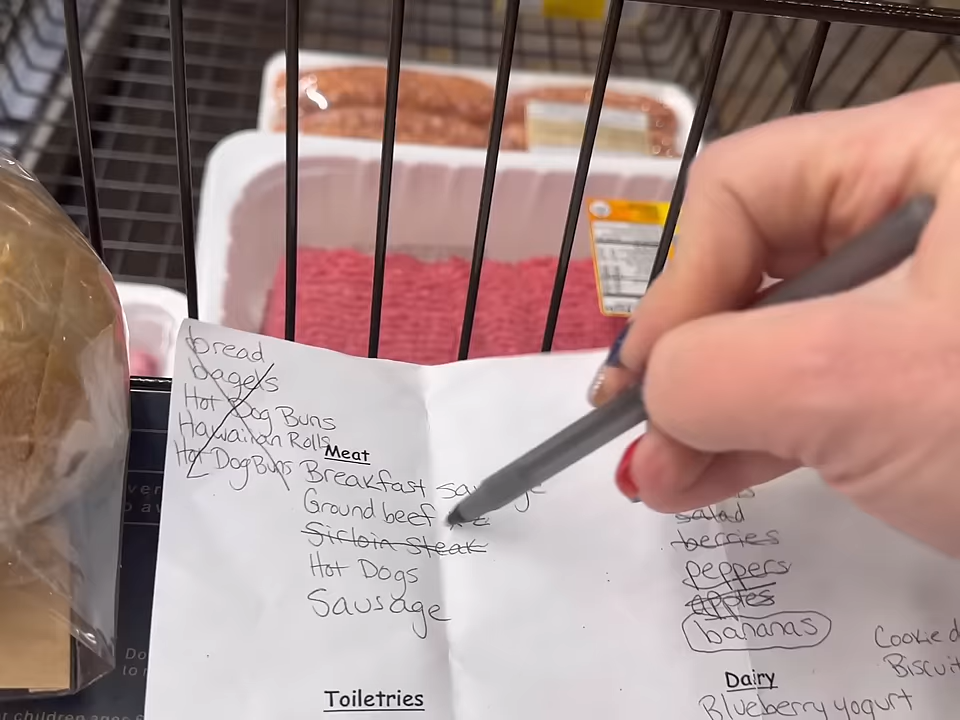 bread
bagels
Hot Dog Buns
Hawaiian Rolls
Hot Dog Buns
Meat
Breakfast
Ground beef
Sirloin Steak
Hot Dogs
Sausage
Toiletries
salad
berries
peppers
apples
bananas
Dairy
Blueberry yogurt
Cookie d
Biscuit